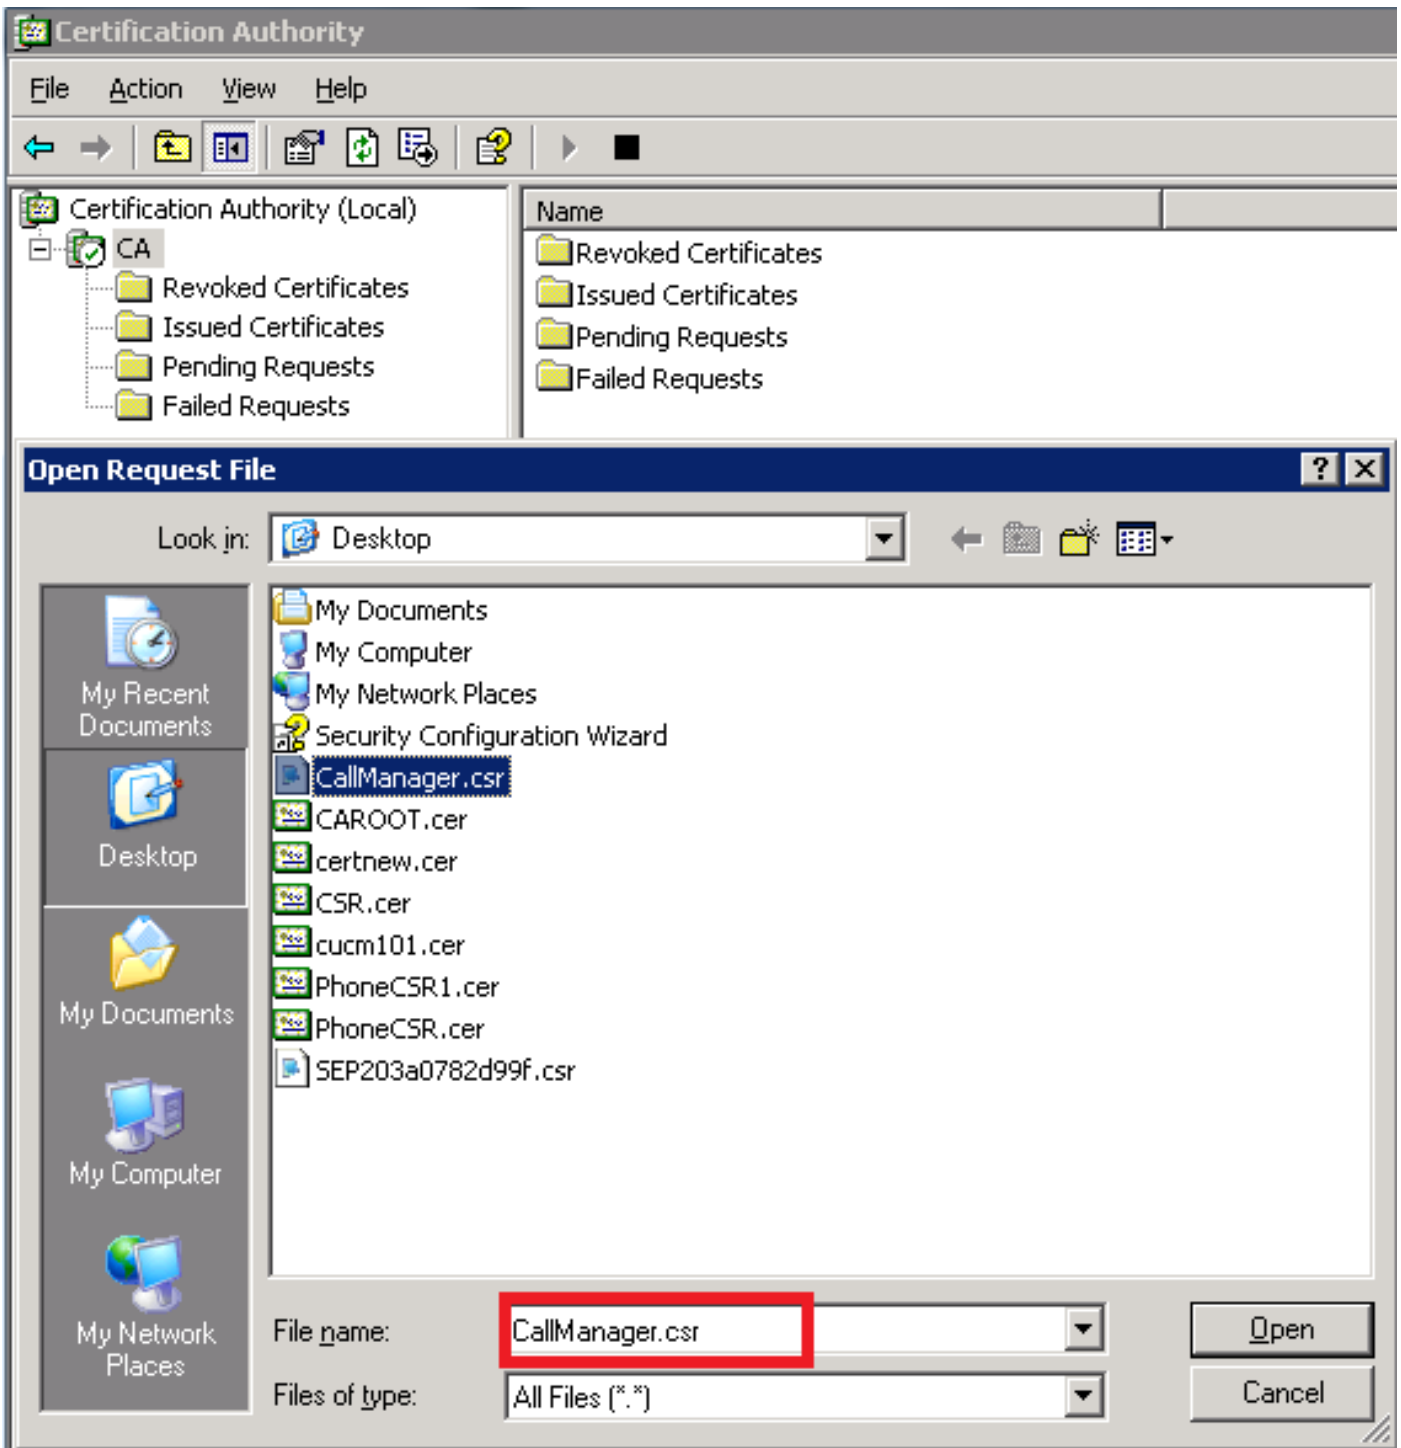 Certification Authority
File Action View Help
Certification Authority (Local)
CA
Revoked Certificates
Issued Certificates
Pending Requests
Failed Requests
Name
Revoked Certificates
Issued Certificates
Pending Requests
Failed Requests
Open Request File
Look in: Desktop
My Recent
Documents
Desktop
My Documents
My Computer
My Network
Places
My Documents
My Computer
My Network Places
Security Configuration Wizard
CallManager.csr
CAROOT.cer
certnew.cer
CSR.cer
cucm101.cer
PhoneCSR1.cer
PhoneCSR.cer
SEP203a0782d99f.csr
File name: CallManager.csr Open
Files of type: All Files (*.*) Cancel